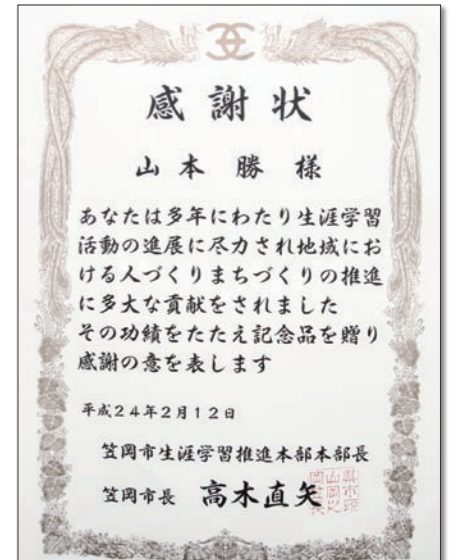 感謝状
山本 勝 様
あなたは多年にわたり生涯学習
活動の進展に尽力され地域にお
ける人づくりまちづくりの推進
に多大な貢献をされました
その功績をたたえ記念品を贈り
感謝の意を表します
平成24年2月12日
笠岡市生涯学習推進本部本部長
笠岡市長 高木直矢